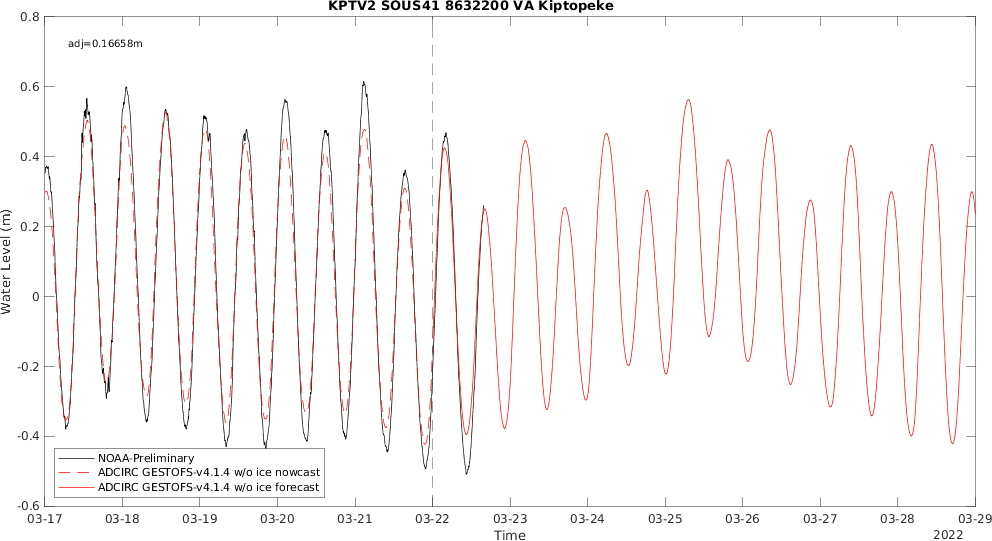 KPTV2 SOUS41 8632200 VA Kiptopeke
adj=0.16658m
Water Level (m)
0.8
0.6
0.4
0.2
0
-0.2
-0.4
-0.6
NOAA-Preliminary
ADCIRC GESTOFS-v4.1.4 w/o ice nowcast
ADCIRC GESTOFS-v4.1.4 w/o ice forecast
03-17 03-18 03-19 03-20 03-21 03-22 03-23 03-24 03-25 03-26 03-27 03-28 03-29
Time
2022